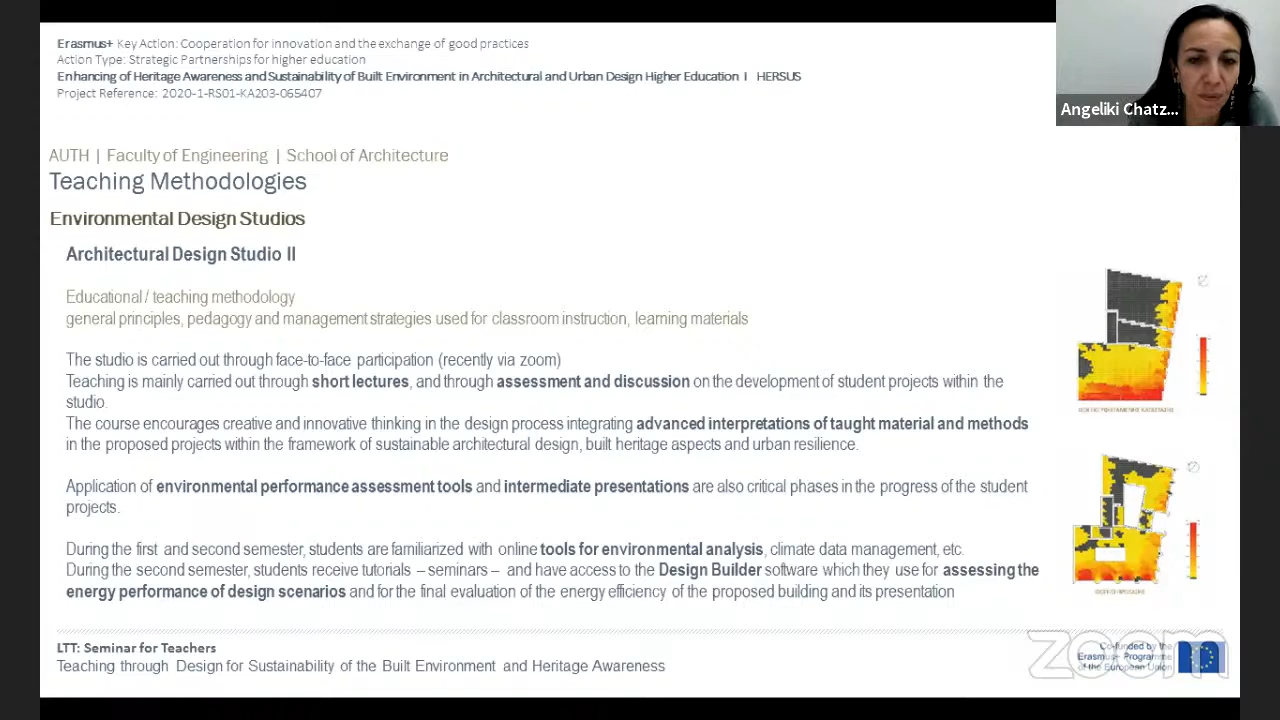 Erasmus+ Key Action: Cooperation for innovation and the exchange of good practices
Action Type: Strategic Partnerships for higher education
Enhancing of Heritage Awareness and Sustainability of Built Environment in Architectural and Urban Design Higher Education I HERSUS
Project Reference: 2020-1-RS01-KA203-065407
Angeliki Chatz...
AUTH | Faculty of Engineering | School of Architecture
Teaching Methodologies
Environmental Design Studios
Architectural Design Studio II
Educational / teaching methodology
general principles, pedagogy and management strategies used for classroom instruction, learning materials
The studio is carried out through face-to-face participation (recently via zoom)
Teaching is mainly carried out through short lectures, and through assessment and discussion on the development of student projects within the
studio.
The course encourages creative and innovative thinking in the design process integrating advanced interpretations of taught material and methods
in the proposed projects within the framework of sustainable architectural design, built heritage aspects and urban resilience.
Application of environmental performance assessment tools and intermediate presentations are also critical phases in the progress of the student
projects.
During the first and second semester, students are familiarized with online tools for environmental analysis, climate data management, etc.
During the second semester, students receive tutorials – seminars – and have access to the Design Builder software which they use for assessing the
energy performance of design scenarios and for the final evaluation of the energy efficiency of the proposed building and its presentation
LTT: Seminar for Teachers
Teaching through Design for Sustainability of the Built Environment and Heritage Awareness
Co-funded by the
Erasmus+ Programme
of the European Union
zoom